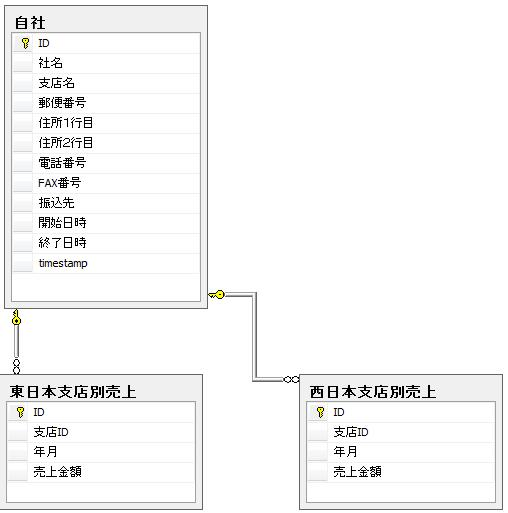 自社
ID
社名
支店名
郵便番号
住所1行目
住所2行目
電話番号
FAX番号
振込先
開始日時
終了日時
timestamp
東日本支店別売上
ID
支店ID
年月
売上金額
西日本支店別売上
ID
支店ID
年月
売上金額